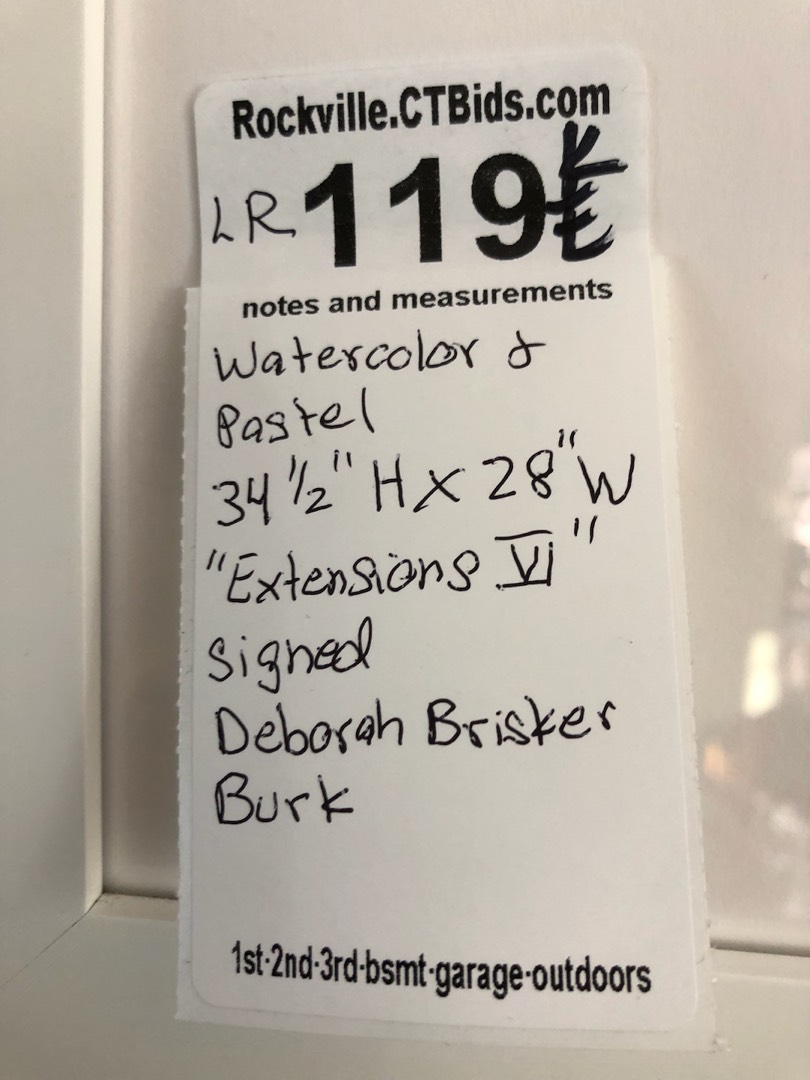 Rockville.CTBids.com
LR 119
notes and measurements
Watercolor &
Pastel
34 1/2" H x 28" W
"Extensions VI"
Signed
Deborah Brisker
Burk
1st-2nd-3rd-bsmt-garage-outdoors